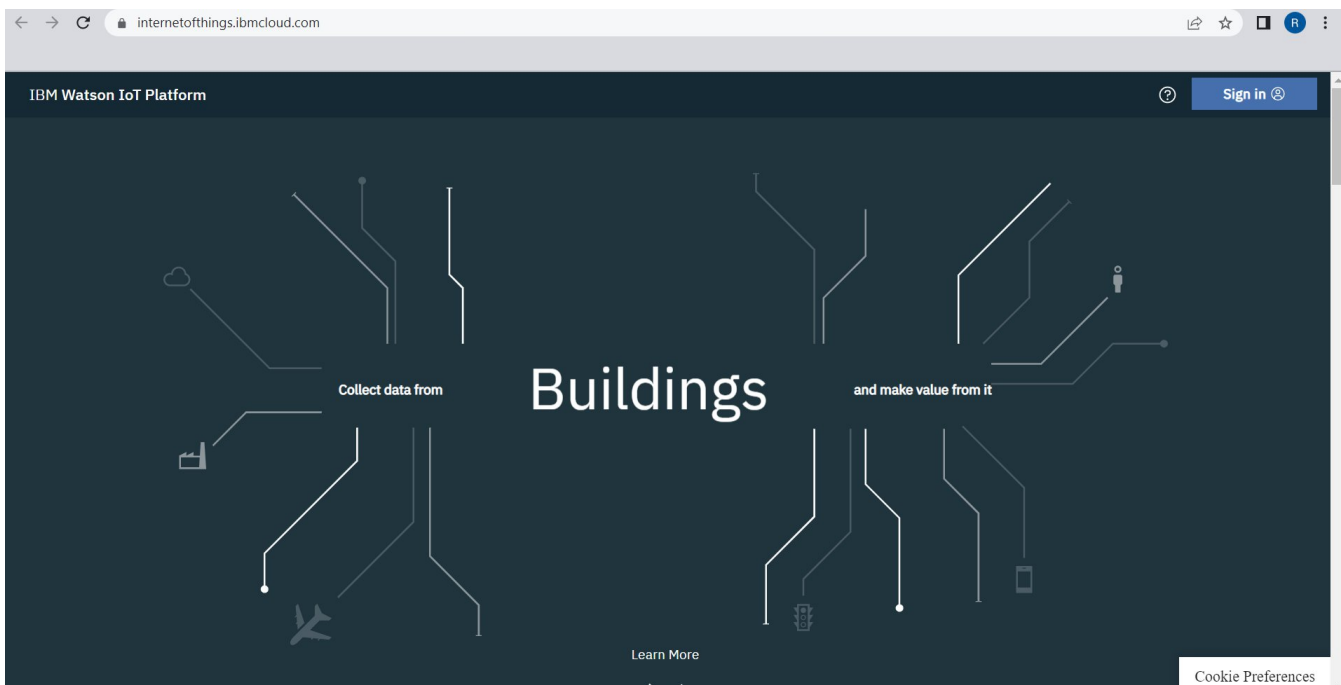 internetofthings.ibmcloud.com
R
IBM Watson IoT Platform
Sign in
Collect data from
Buildings
and make value from it
Learn More
Cookie Preferences